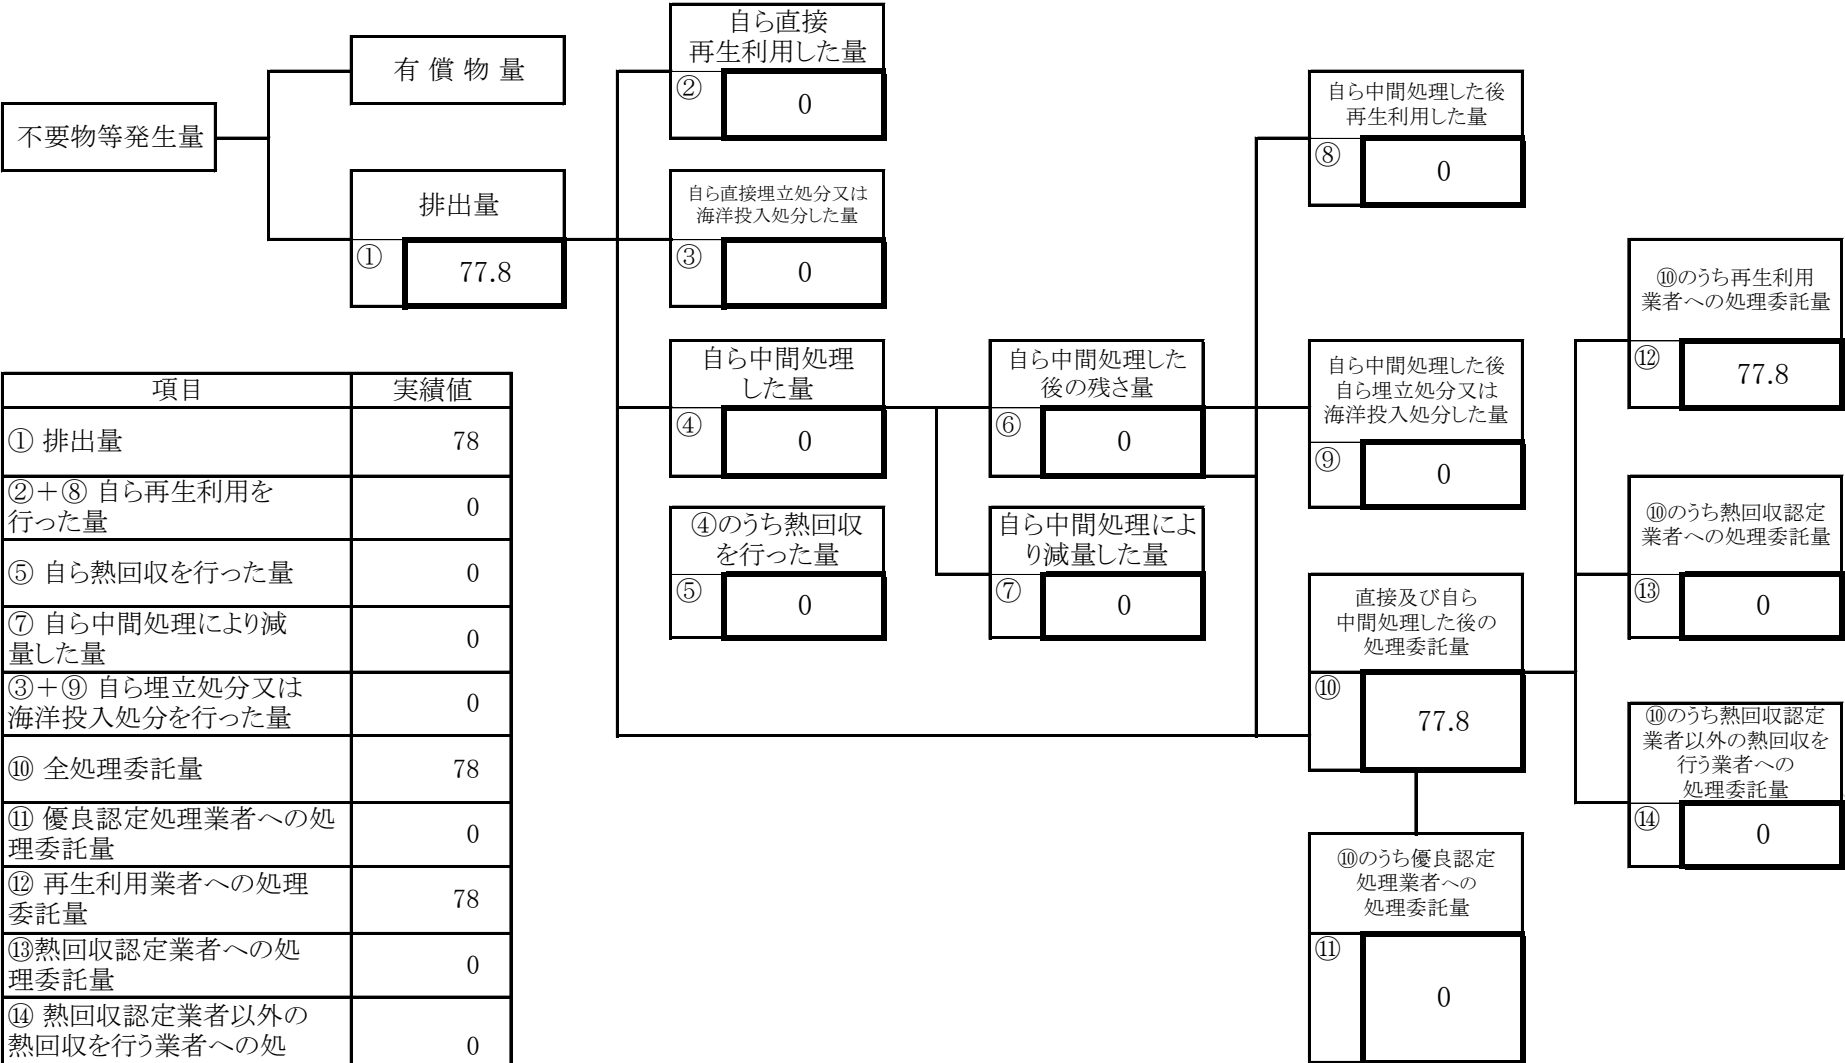 不要物等発生量
有 償 物 量
排出量
①
77.8
自ら直接
再生利用した量
②
0
自ら直接埋立処分又は
海洋投入処分した量
③
0
自ら中間処理
した量
④
0
④のうち熱回収
を行った量
⑤
0
自ら中間処理した
後の残さ量
⑥
0
自ら中間処理によ
り減量した量
⑦
0
自ら中間処理した後
再生利用した量
⑧
0
自ら中間処理した後
自ら埋立処分又は
海洋投入処分した量
⑨
0
直接及び自ら
中間処理した後の
処理委託量
⑩
77.8
⑩のうち優良認定
処理業者への
処理委託量
⑪
0
⑩のうち再生利用
業者への処理委託量
⑫
77.8
⑩のうち熱回収認定
業者への処理委託量
⑬
0
⑩のうち熱回収認定
業者以外の熱回収を
行う業者への
処理委託量
⑭
0
項目 実績値
① 排出量 78
②＋⑧ 自ら再生利用を
行った量 0
⑤ 自ら熱回収を行った量 0
⑦ 自ら中間処理により減
量した量 0
③＋⑨ 自ら埋立処分又は
海洋投入処分を行った量 0
⑩ 全処理委託量 78
⑪ 優良認定処理業者への処
理委託量 0
⑫ 再生利用業者への処理
委託量 78
⑬熱回収認定業者への処
理委託量 0
⑭ 熱回収認定業者以外の
熱回収を行う業者への処 0